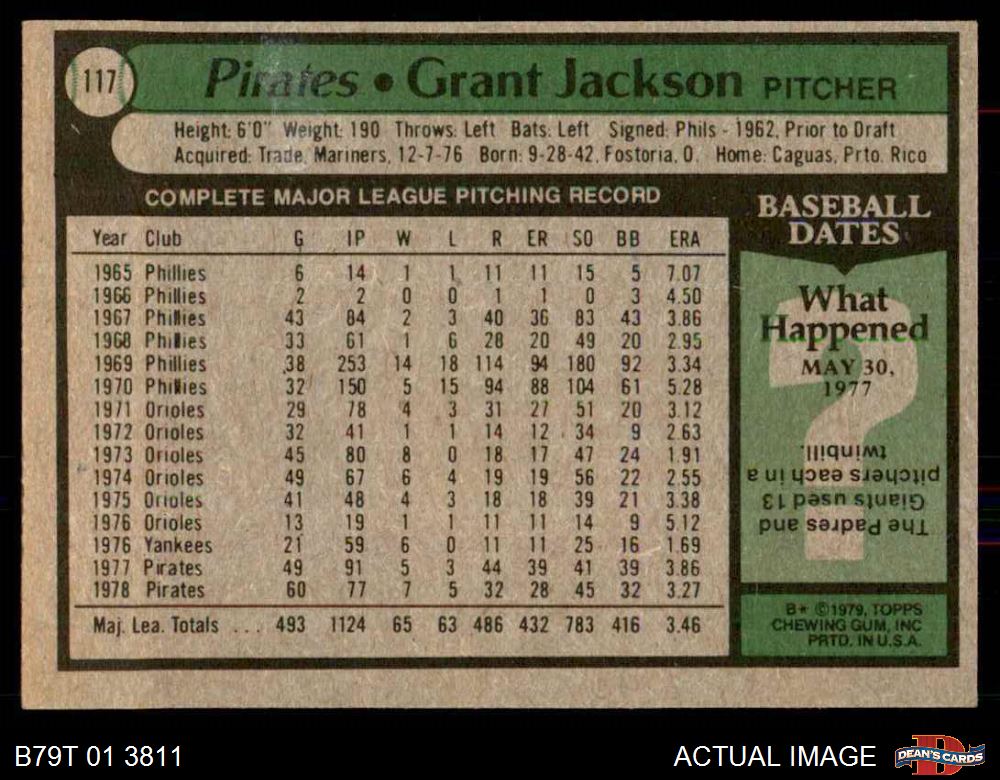 117
Pirates • Grant Jackson PITCHER
Height: 6'0" Weight: 190 Throws: Left Bats: Left Signed: Phils - 1962, Prior to Draft
Acquired: Trade, Mariners, 12-7-76 Born: 9-28-42, Fostoria, O. Home: Caguas, Prto. Rico
COMPLETE MAJOR LEAGUE PITCHING RECORD
Year Club G IP W L R ER SO BB ERA
1965 Phillies 6 14 1 1 11 11 15 5 7.07
1966 Phillies 2 2 0 0 1 1 0 3 4.50
1967 Phillies 43 84 2 3 40 36 83 43 3.86
1968 Phillies 33 61 1 6 28 20 49 20 2.95
1969 Phillies 38 253 14 18 114 94 180 92 3.34
1970 Phillies 32 150 5 15 94 88 104 61 5.28
1971 Orioles 29 78 4 3 31 27 51 20 3.12
1972 Orioles 32 41 1 1 14 12 34 9 2.63
1973 Orioles 45 80 8 0 18 17 47 24 1.91
1974 Orioles 49 67 6 4 19 19 56 22 2.55
1975 Orioles 41 48 4 3 18 18 39 21 3.38
1976 Orioles 13 19 1 1 11 11 14 9 5.12
1976 Yankees 21 59 6 0 11 11 25 16 1.69
1977 Pirates 49 91 5 3 44 39 41 39 3.86
1978 Pirates 60 77 7 5 32 28 45 32 3.27
Maj. Lea. Totals ... 493 1124 65 63 486 432 783 416 3.46
BASEBALL
DATES
What
Happened
MAY 30,
1977
?
The Padres and
Giants used 13
pitchers each in a
twinbill.
B* ©1979, TOPPS
CHEWING GUM, INC
PRTD. IN U.S.A.
B79T 01 3811
ACTUAL IMAGE
D
DEAN'S CARDS